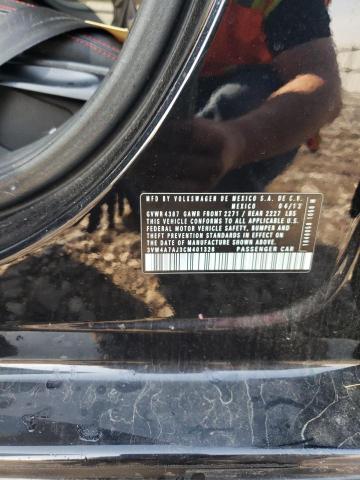 MFD BY VOLKSWAGEN DE MEXICO S.A. DE C.V.
MEXICO 04/12
GVWR 4387 GAWR FRONT 2271 / REAR 2227 LBS
THIS VEHICLE CONFORMS TO ALL APPLICABLE U.S.
FEDERAL MOTOR VEHICLE SAFETY, BUMPER AND
THEFT PREVENTION STANDARDS IN EFFECT ON THE
DATE OF MANUFACTURE SHOWN ABOVE.
3VW4A7AJ3CM401328 PASSENGER CAR